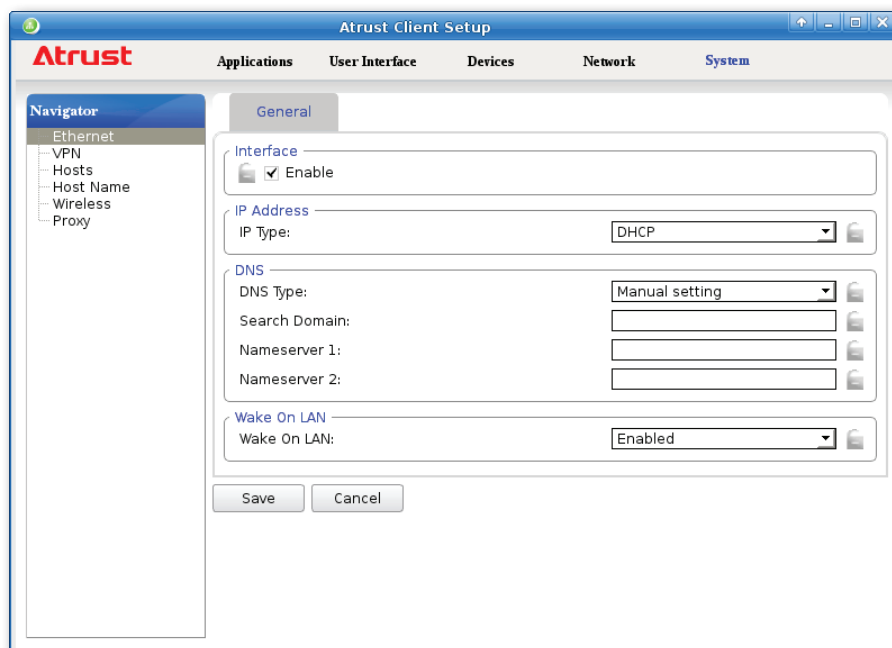 Atrust Client Setup
Atrust
Applications User Interface Devices Network System
Navigator
Ethernet
VPN
Hosts
Host Name
Wireless
Proxy
General
Interface
Enable
IP Address
IP Type: DHCP
DNS
DNS Type: Manual setting
Search Domain:
Nameserver 1:
Nameserver 2:
Wake On LAN
Wake On LAN: Enabled
Save Cancel